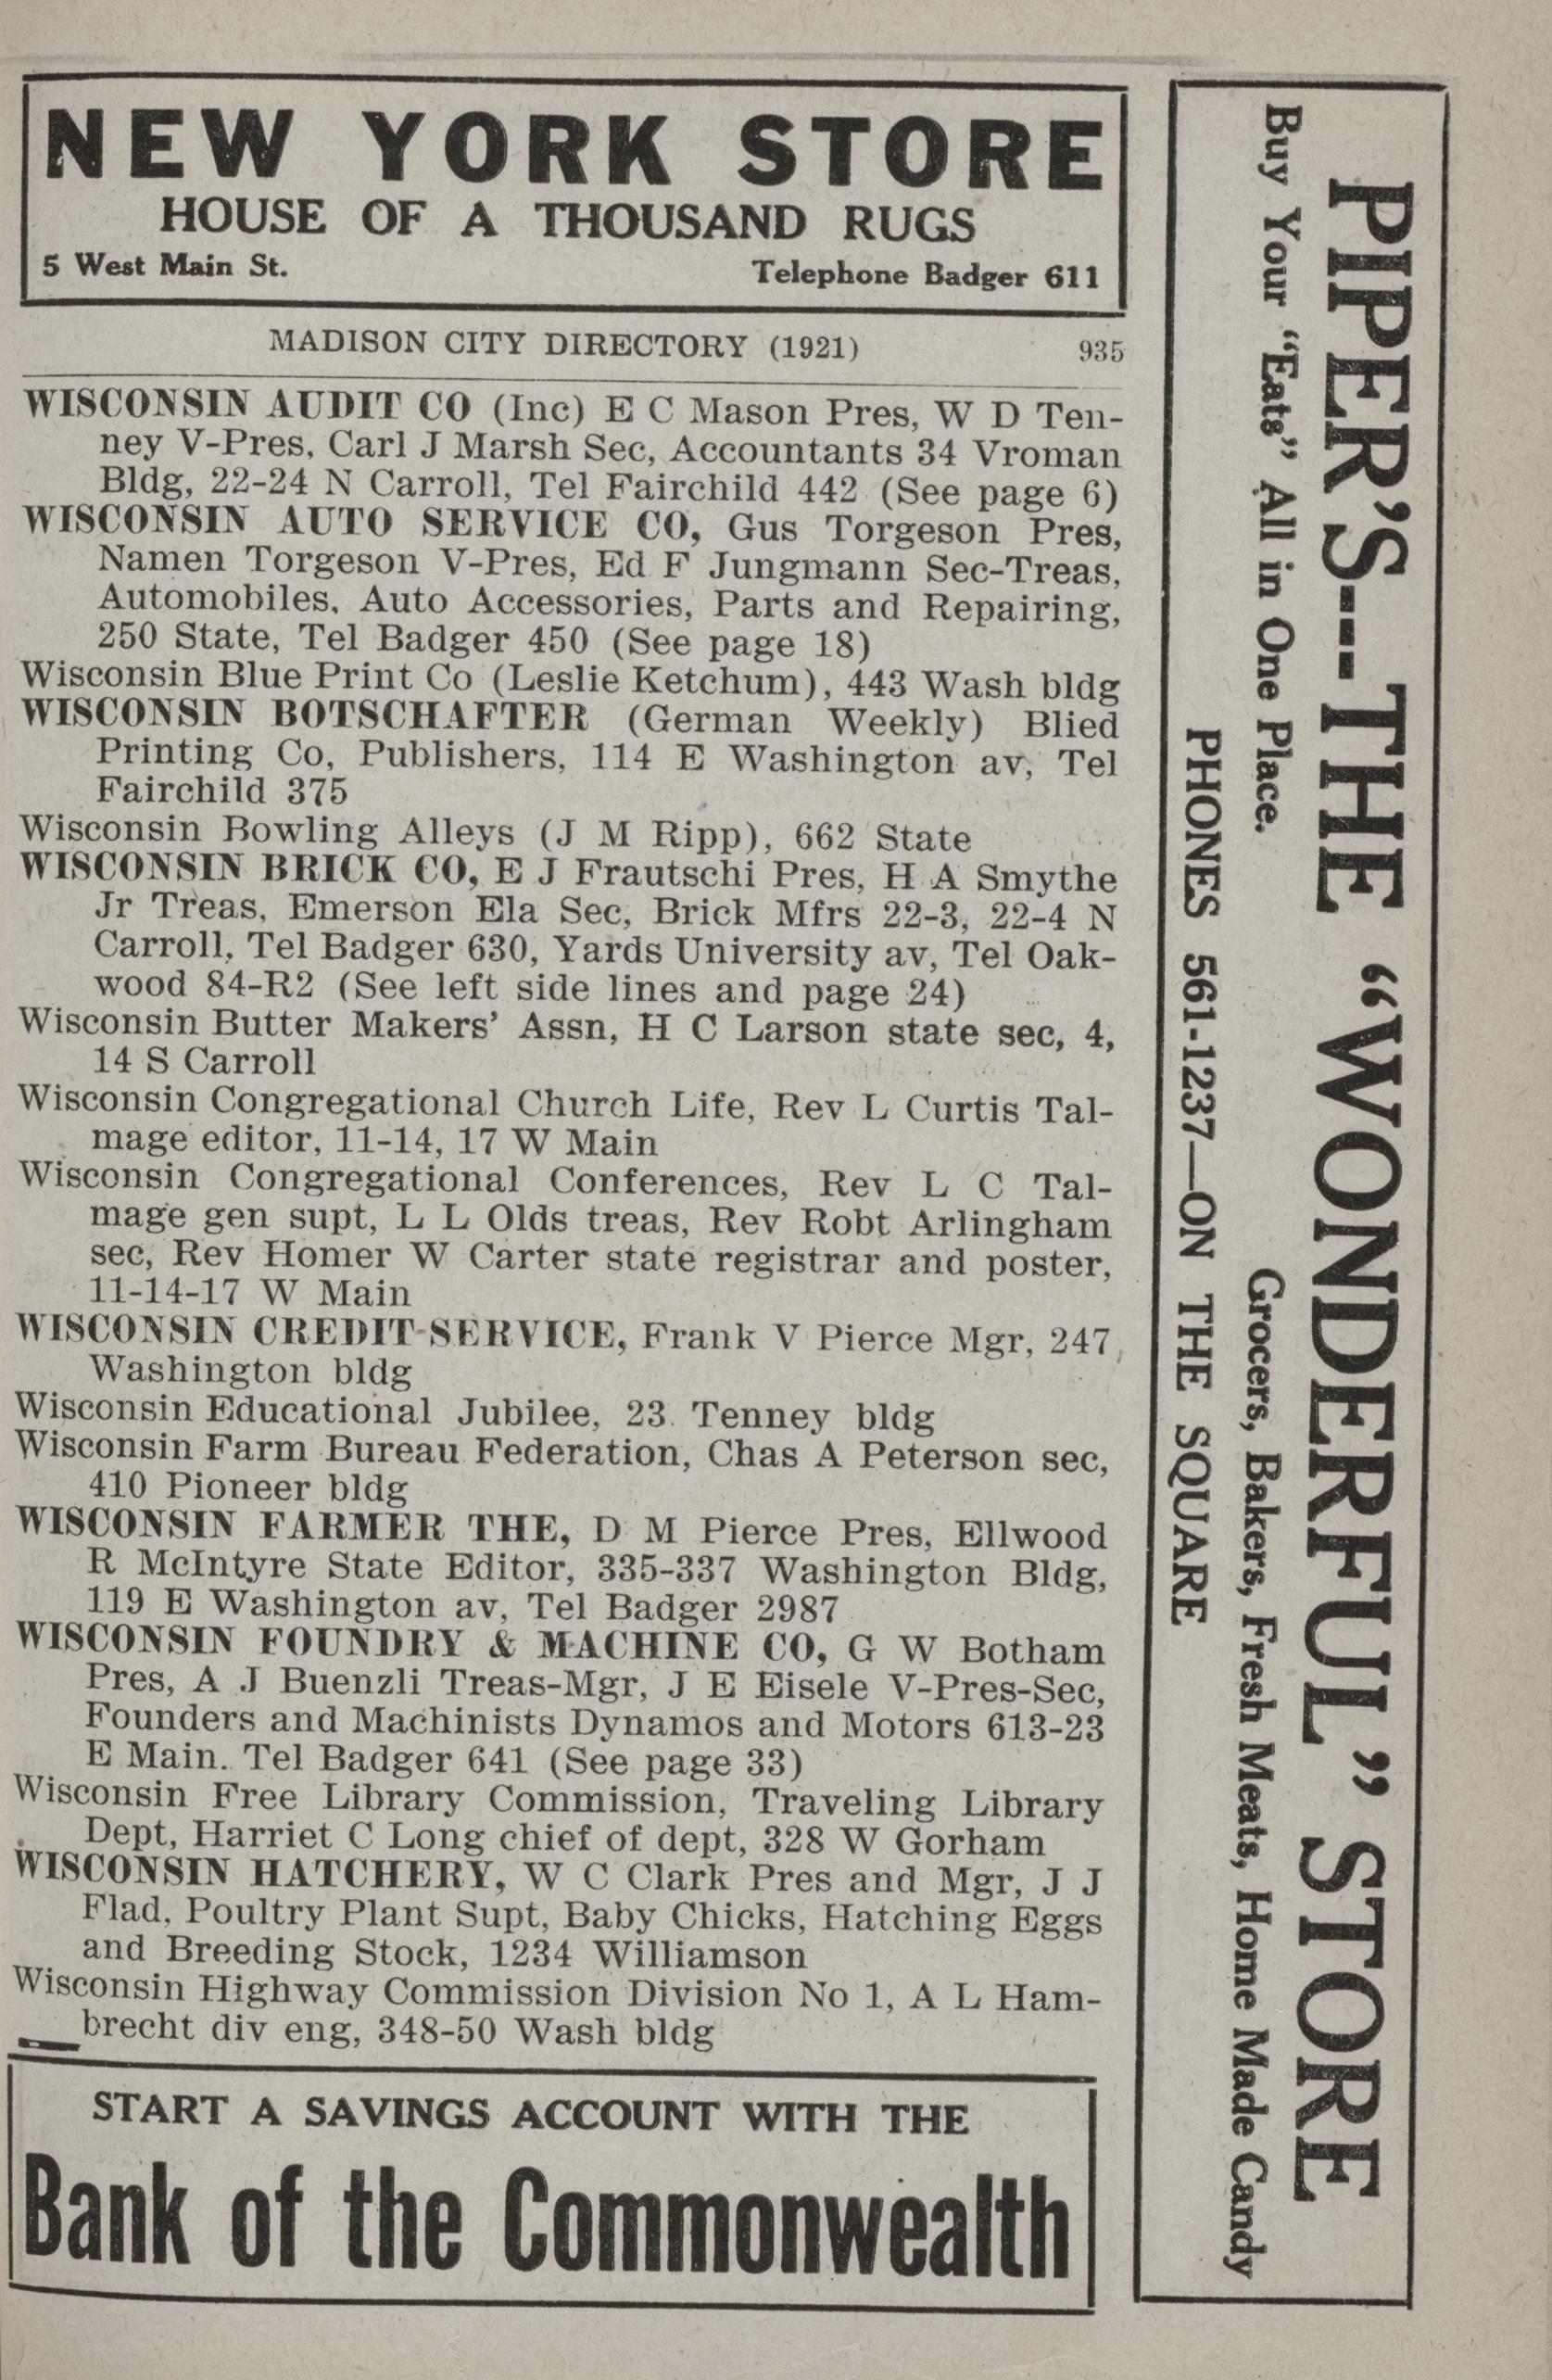 NEW YORK STORE
HOUSE OF A THOUSAND RUGS
5 West Main St. Telephone Badger 611
MADISON CITY DIRECTORY (1921) 935
WISCONSIN AUDIT CO (Inc) E C Mason Pres, W D Ten-
ney V-Pres, Carl J Marsh Sec, Accountants 34 Vroman
Bldg, 22-24 N Carroll, Tel Fairchild 442 (See page 6)
WISCONSIN AUTO SERVICE CO, Gus Torgeson Pres,
Namen Torgeson V-Pres, Ed F Jungmann Sec-Treas,
Automobiles, Auto Accessories, Parts and Repairing,
250 State, Tel Badger 450 (See page 18)
Wisconsin Blue Print Co (Leslie Ketchum), 443 Wash bldg
WISCONSIN BOTSCHAFTER (German Weekly) Blied
Printing Co, Publishers, 114 E Washington av, Tel
Fairchild 375
Wisconsin Bowling Alleys (J M Ripp), 662 State
WISCONSIN BRICK CO, E J Frautschi Pres, H A Smythe
Jr Treas, Emerson Ela Sec, Brick Mfrs 22-3, 22-4 N
Carroll, Tel Badger 630, Yards University av, Tel Oak-
wood 84-R2 (See left side lines and page 24)
Wisconsin Butter Makers' Assn, H C Larson state sec, 4,
14 S Carroll
Wisconsin Congregational Church Life, Rev L Curtis Tal-
mage editor, 11-14, 17 W Main
Wisconsin Congregational Conferences, Rev L C Tal-
mage gen supt, L L Olds treas, Rev Robt Arlingham
sec, Rev Homer W Carter state registrar and poster,
11-14-17 W Main
WISCONSIN CREDIT SERVICE, Frank V Pierce Mgr, 247
Washington bldg
Wisconsin Educational Jubilee, 23 Tenney bldg
Wisconsin Farm Bureau Federation, Chas A Peterson sec,
410 Pioneer bldg
WISCONSIN FARMER THE, D M Pierce Pres, Ellwood
R McIntyre State Editor, 335-337 Washington Bldg,
119 E Washington av, Tel Badger 2987
WISCONSIN FOUNDRY & MACHINE CO, G W Botham
Pres, A J Buenzli Treas-Mgr, J E Eisele V-Pres-Sec,
Founders and Machinists Dynamos and Motors 613-23
E Main. Tel Badger 641 (See page 33)
Wisconsin Free Library Commission, Traveling Library
Dept, Harriet C Long chief of dept, 328 W Gorham
WISCONSIN HATCHERY, W C Clark Pres and Mgr, J J
Flad, Poultry Plant Supt, Baby Chicks, Hatching Eggs
and Breeding Stock, 1234 Williamson
Wisconsin Highway Commission Division No 1, A L Ham-
brecht div eng, 348-50 Wash bldg
START A SAVINGS ACCOUNT WITH THE
Bank of the Commonwealth
PIPER'S---THE "WONDERFUL" STORE
Buy Your "Eats" All in One Place. Grocers, Bakers, Fresh Meats, Home Made Candy
PHONES 561-1237—ON THE SQUARE